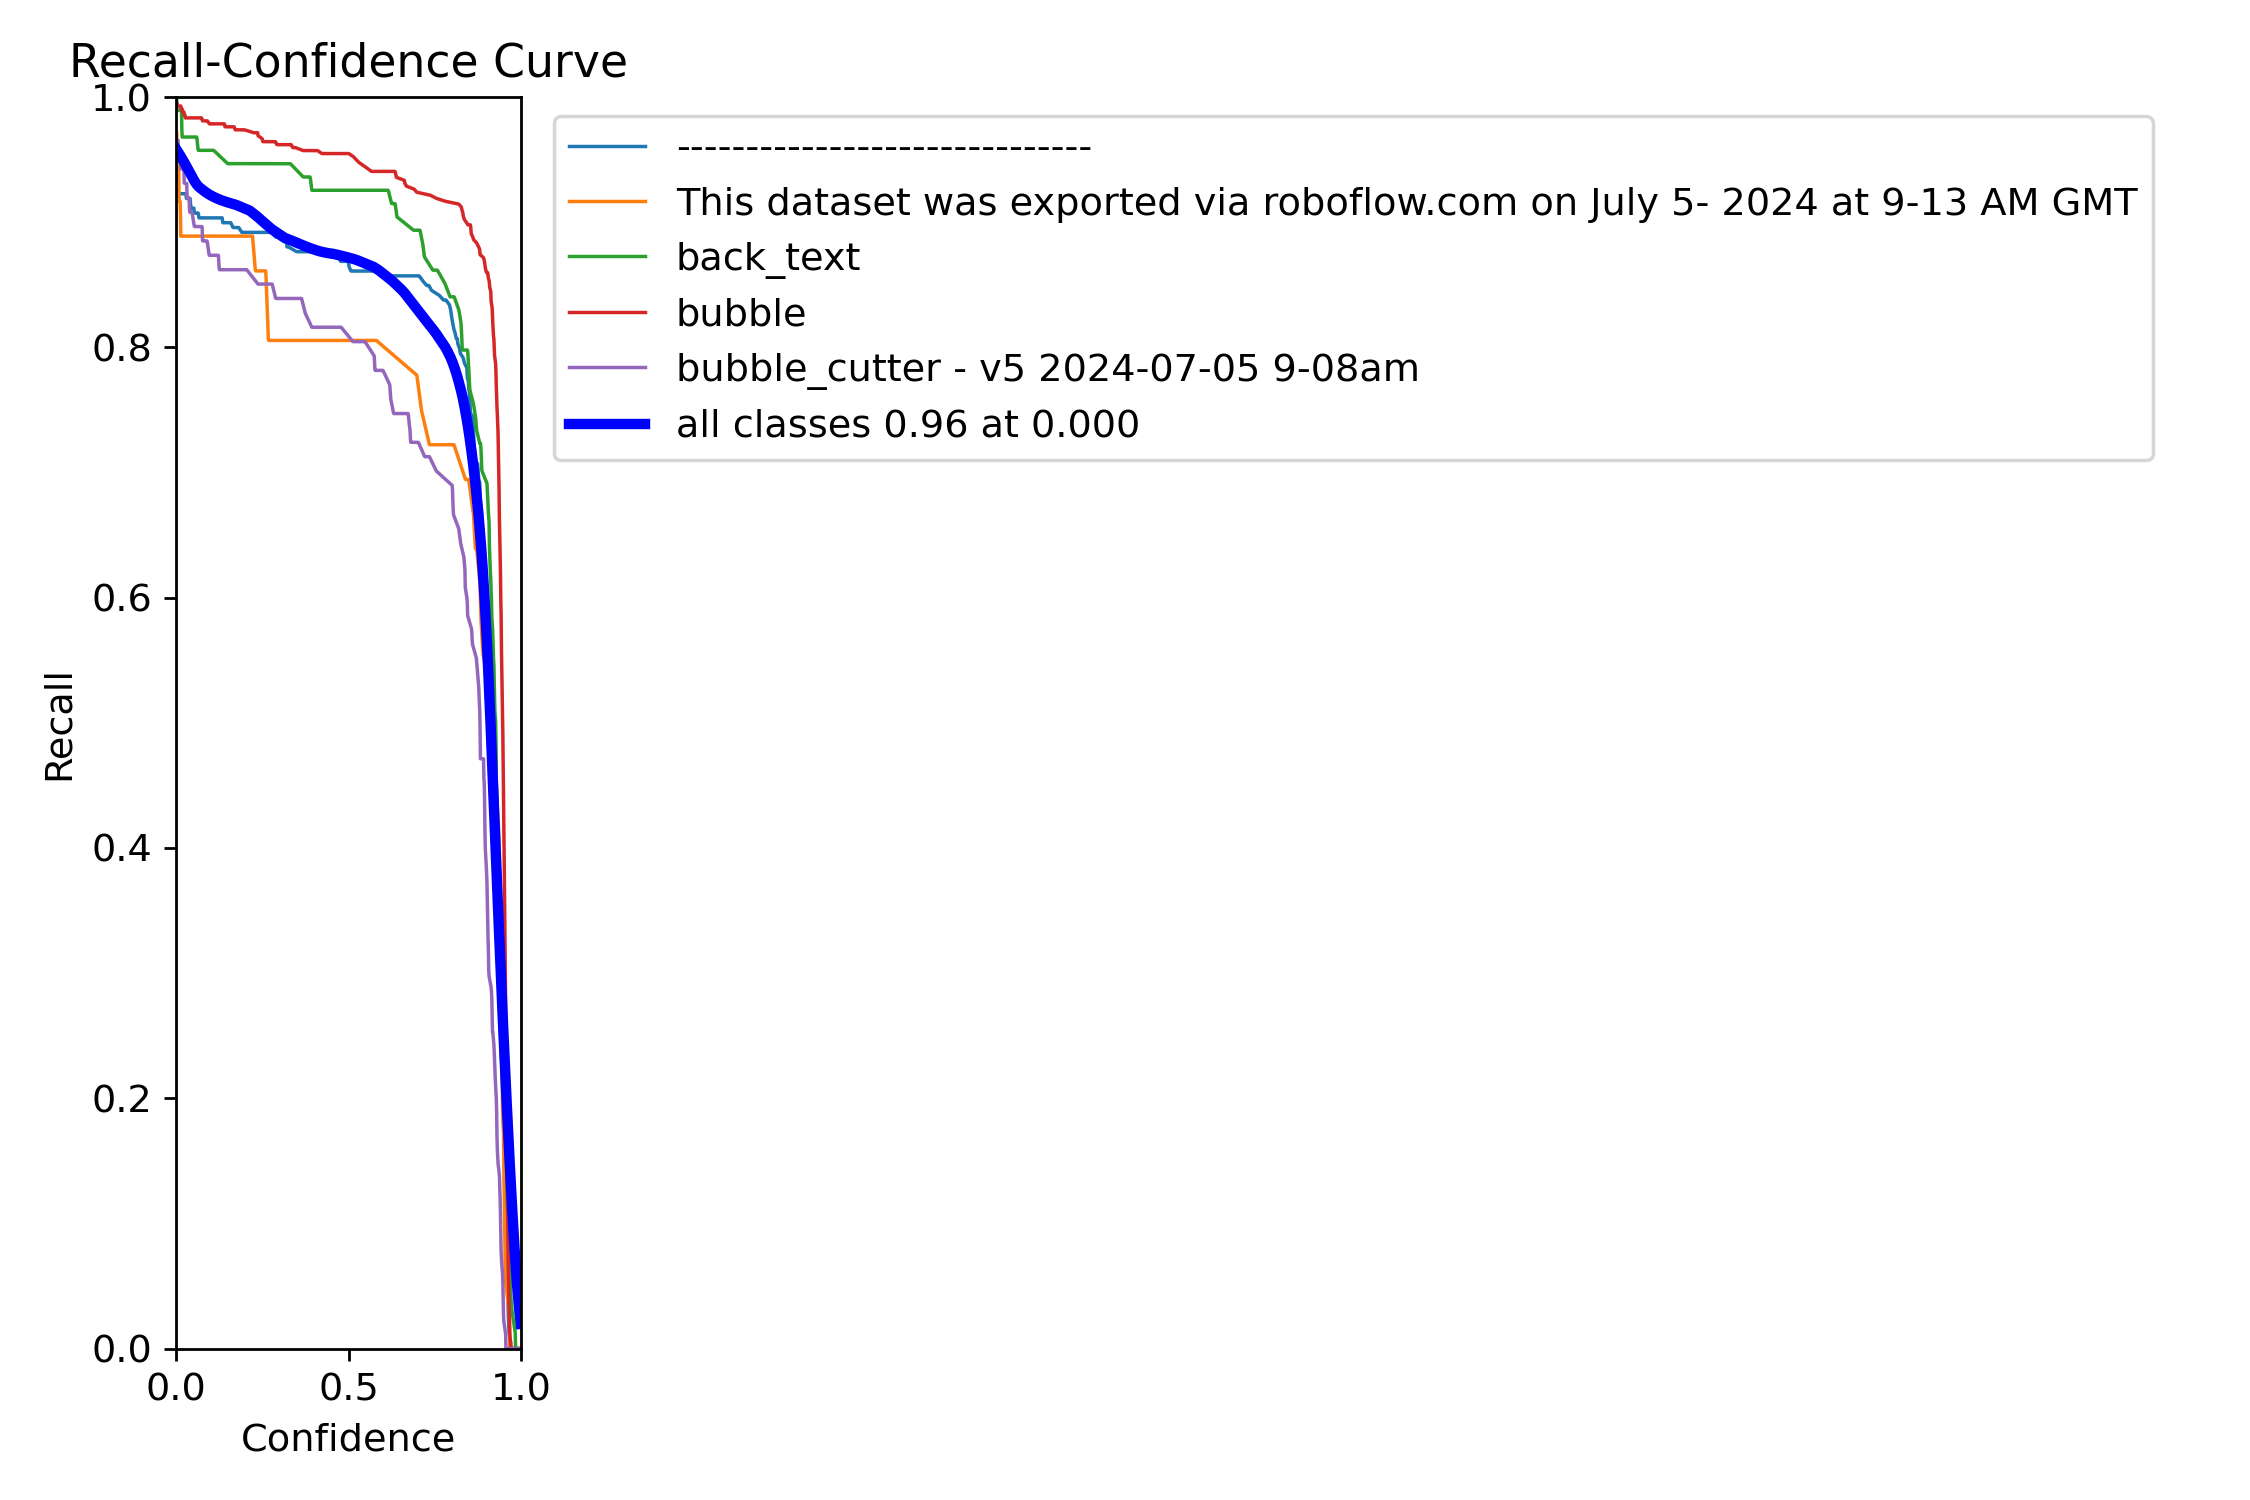 Recall-Confidence Curve
1.0
0.8
0.6
0.4
0.2
0.0
0.0 0.5 1.0
Recall
Confidence
------------------------------
This dataset was exported via roboflow.com on July 5- 2024 at 9-13 AM GMT
back_text
bubble
bubble_cutter - v5 2024-07-05 9-08am
all classes 0.96 at 0.000